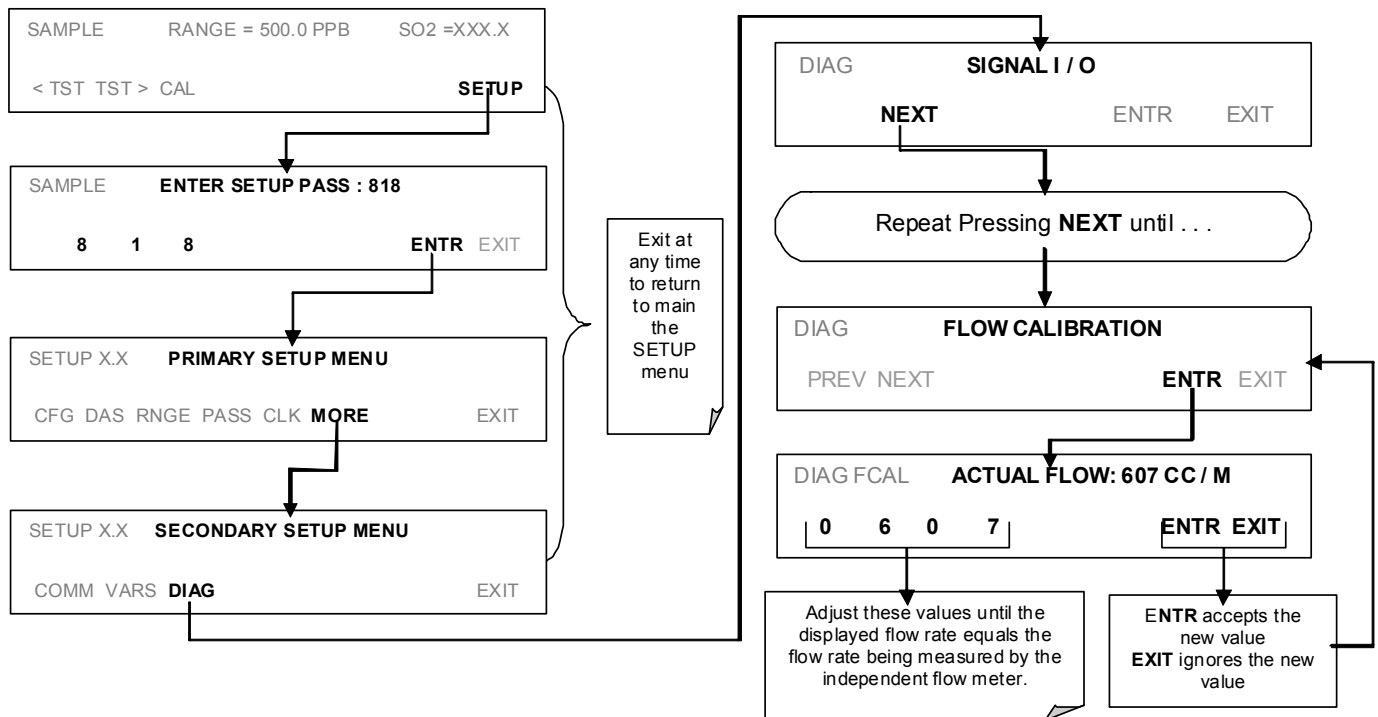 SAMPLE RANGE = 500.0 PPB SO2 =XXX.X
< TST TST > CAL SETUP
SAMPLE ENTER SETUP PASS : 818
8 1 8 ENTR EXIT
SETUP X.X PRIMARY SETUP MENU
CFG DAS RNGE PASS CLK MORE EXIT
SETUP X.X SECONDARY SETUP MENU
COMM VARS DIAG EXIT
Exit at
any time
to return
to main
the
SETUP
menu
DIAG SIGNAL I / O
NEXT ENTR EXIT
Repeat Pressing NEXT until . . .
DIAG FLOW CALIBRATION
PREV NEXT ENTR EXIT
DIAG FCAL ACTUAL FLOW: 607 CC / M
0 6 0 7 ENTR EXIT
Adjust these values until the
displayed flow rate equals the
flow rate being measured by the
independent flow meter.
ENTR accepts the
new value
EXIT ignores the new
value